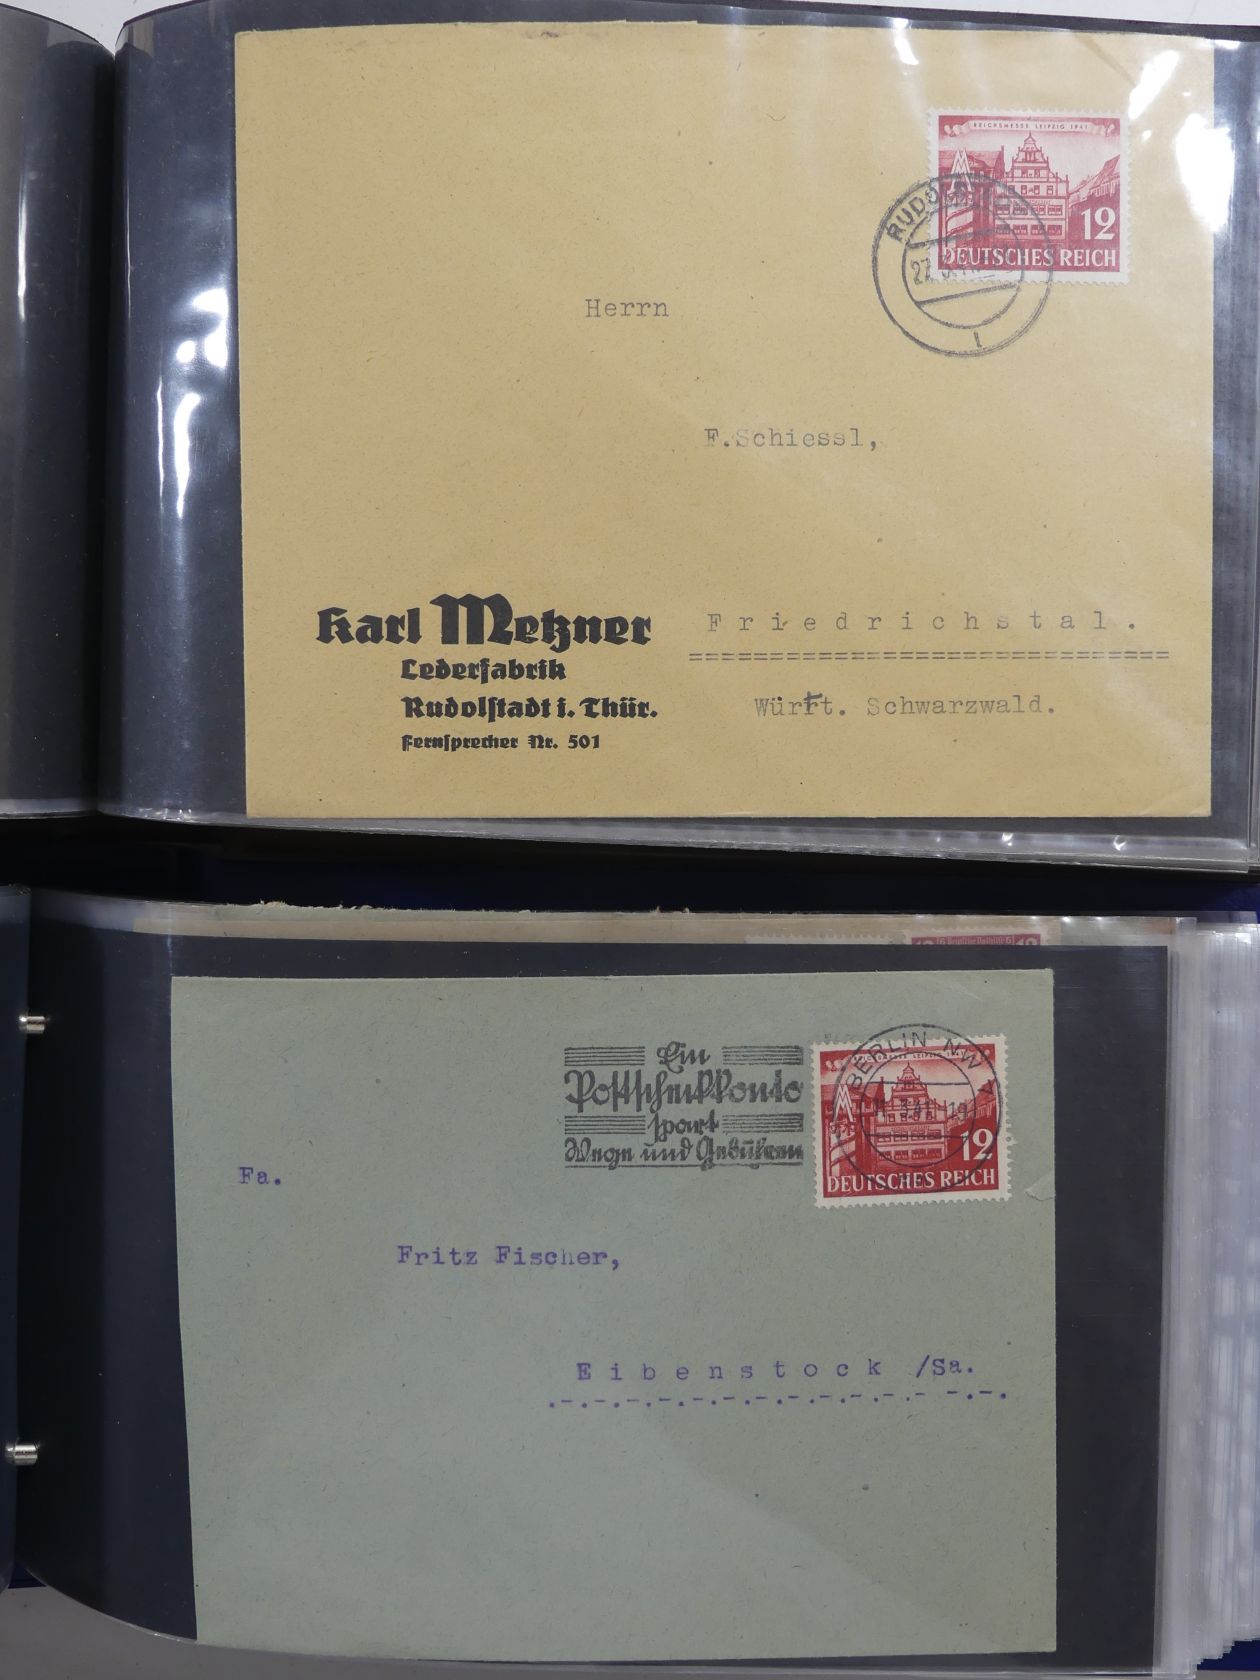 REICHSMESSE LEIPZIG 1941
12
DEUTSCHES REICH
Herrn
F.Schiessl,
Karl Metzner
Lederfabrik
Rudolstadt i. Thür.
Fernsprecher Nr. 501
Friedrichstal.
Württ. Schwarzwald.
Ein
Postscheckkonto
spart
Wege und Gebühren
BERLIN NW
12
DEUTSCHES REICH
Fa.
Fritz Fischer,
Eibenstock /Sa.